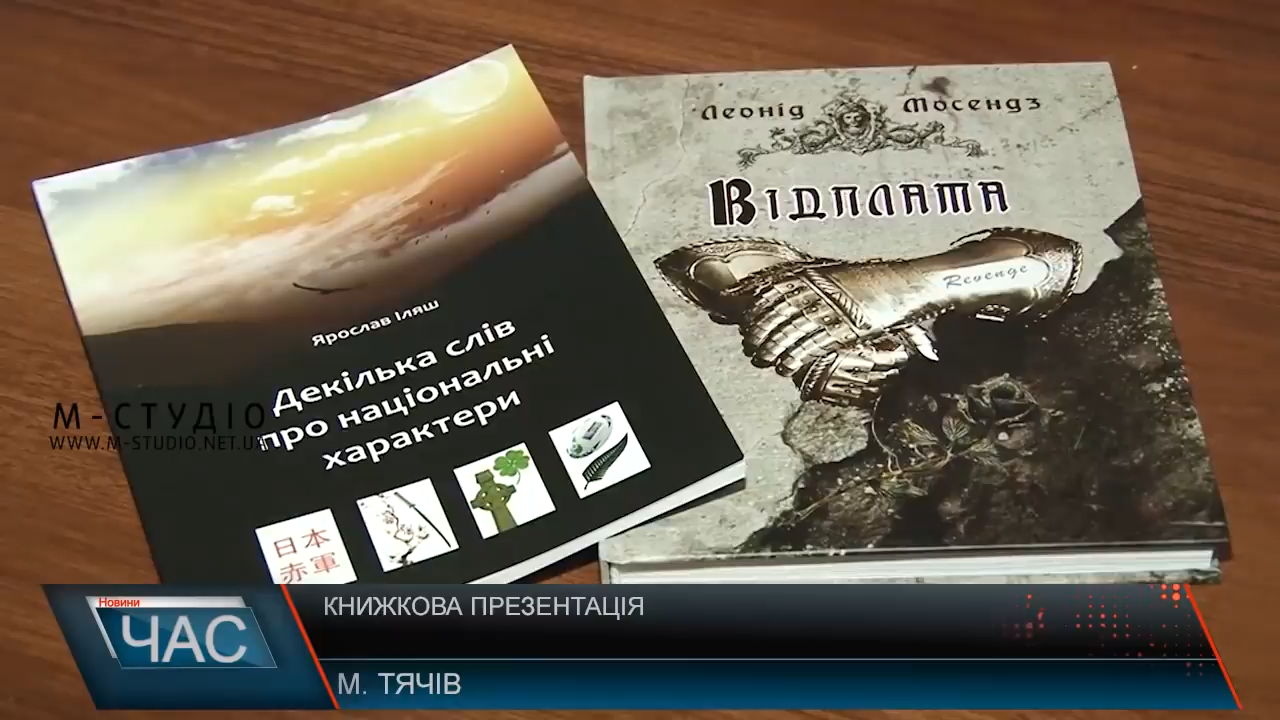 Леонід Мосендз
Відплата
Revenge
Ярослав Іляш
Декілька слів
про національні
характери
日本
赤軍
М-СТУДІО
WWW.M-STUDIO.NET.UA
Новини
ЧАС
КНИЖКОВА ПРЕЗЕНТАЦІЯ
М. ТЯЧІВ